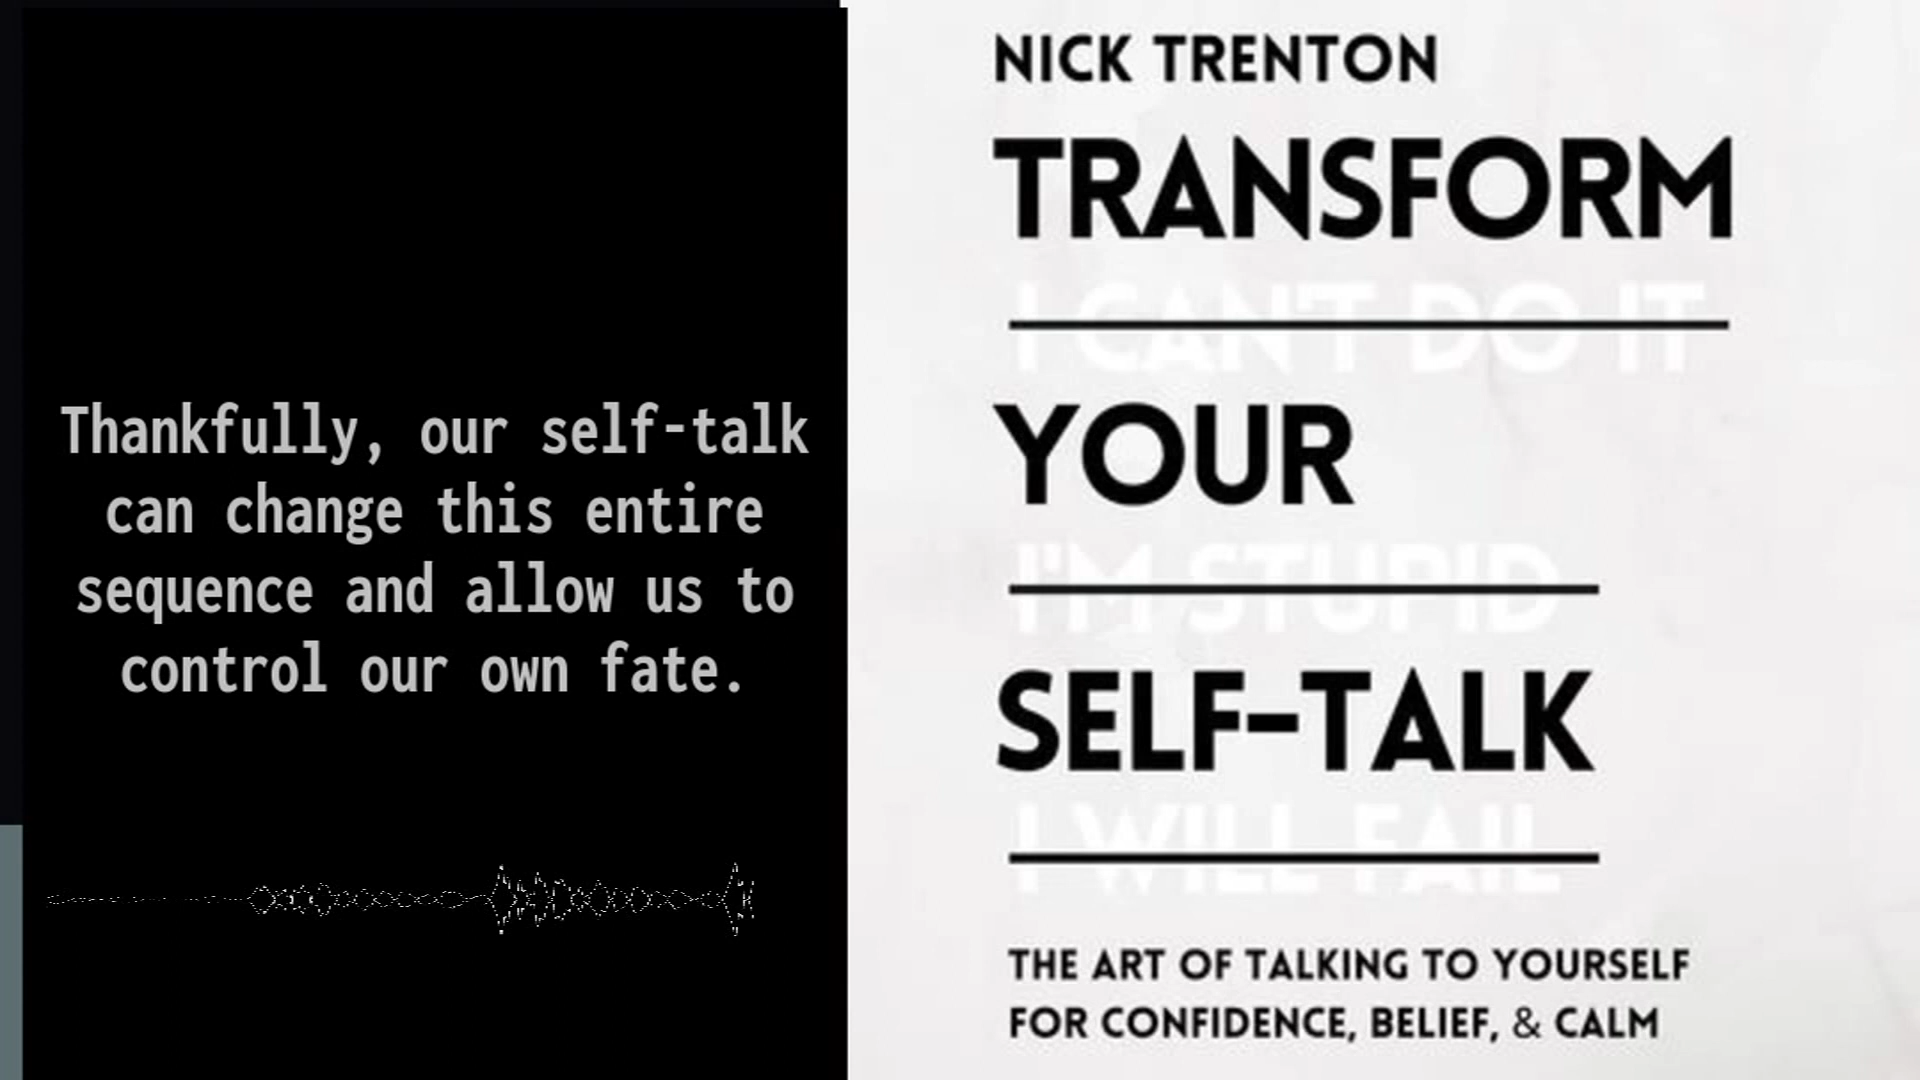 Thankfully, our self-talk
can change this entire
sequence and allow us to
control our own fate.
NICK TRENTON
TRANSFORM
I CAN'T DO IT
YOUR
I'M STUPID
SELF-TALK
I WILL FAIL
THE ART OF TALKING TO YOURSELF
FOR CONFIDENCE, BELIEF, & CALM